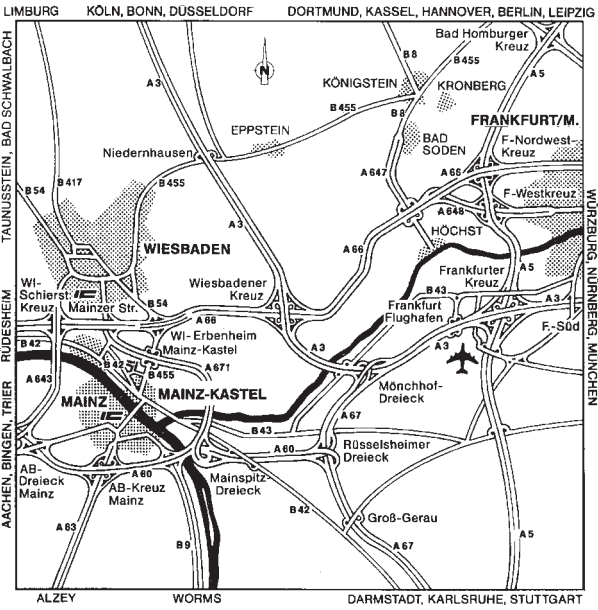 LIMBURG KÖLN, BONN, DÜSSELDORF DORTMUND, KASSEL, HANNOVER, BERLIN, LEIPZIG
TAUNUSSTEIN, BAD SCHWALBACH
RÜDESHEIM
AACHEN, BINGEN, TRIER
WÜRZBURG, NÜRNBERG, MÜNCHEN
Bad Homburger
Kreuz
B8
B455
A5
A3
N
KÖNIGSTEIN
KRONBERG
B455
B8
FRANKFURT/M.
EPPSTEIN
BAD
SODEN
F-Nordwest-
Kreuz
Niedernhausen
A66
A647
B417
B455
B54
F-Westkreuz
A648
A3
HÖCHST
WIESBADEN
A66
A5
WI-
Schierst.
Kreuz
Mainzer Str.
IC
Wiesbadener
Kreuz
Frankfurter
Kreuz
B43
B54
A66
Frankfurt
Flughafen
A3
F.-Süd
B42
WI-Erbenheim
Mainz-Kastel
A3
A3
B42
B455
A671
A643
Mönchhof-
Dreieck
MAINZ
IC
MAINZ-KASTEL
A67
B43
Rüsselsheimer
Dreieck
A60
A60
AB-
Dreieck
Mainz
AB-Kreuz
Mainz
Mainspitz-
Dreieck
B42
Groß-Gerau
A63
B9
A67
A5
ALZEY WORMS DARMSTADT, KARLSRUHE, STUTTGART